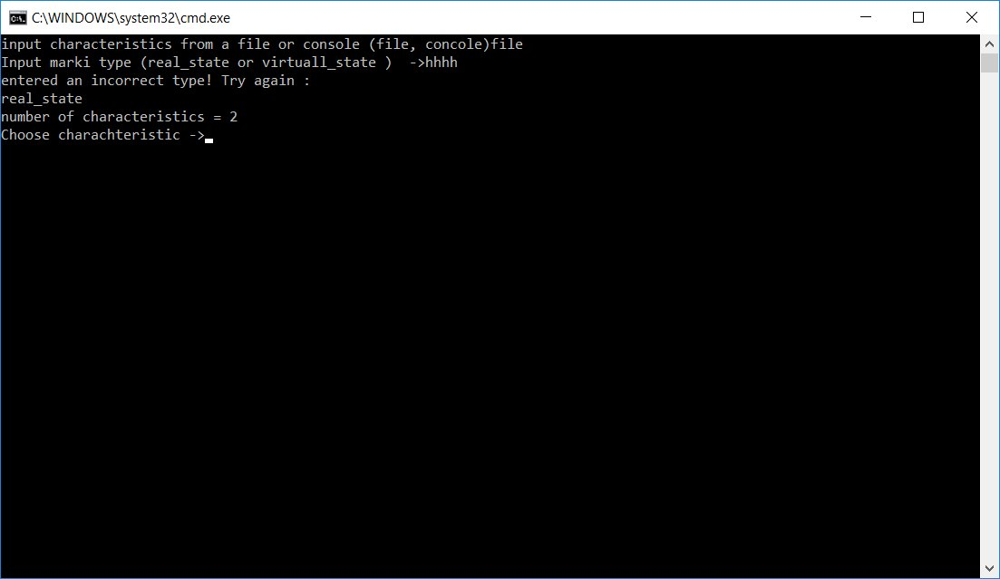 C:\WINDOWS\system32\cmd.exe
input characteristics from a file or console (file, concole)file
Input marki type (real_state or virtuall_state )  ->hhhh
entered an incorrect type! Try again :
real_state
number of characteristics = 2
Choose charachteristic ->